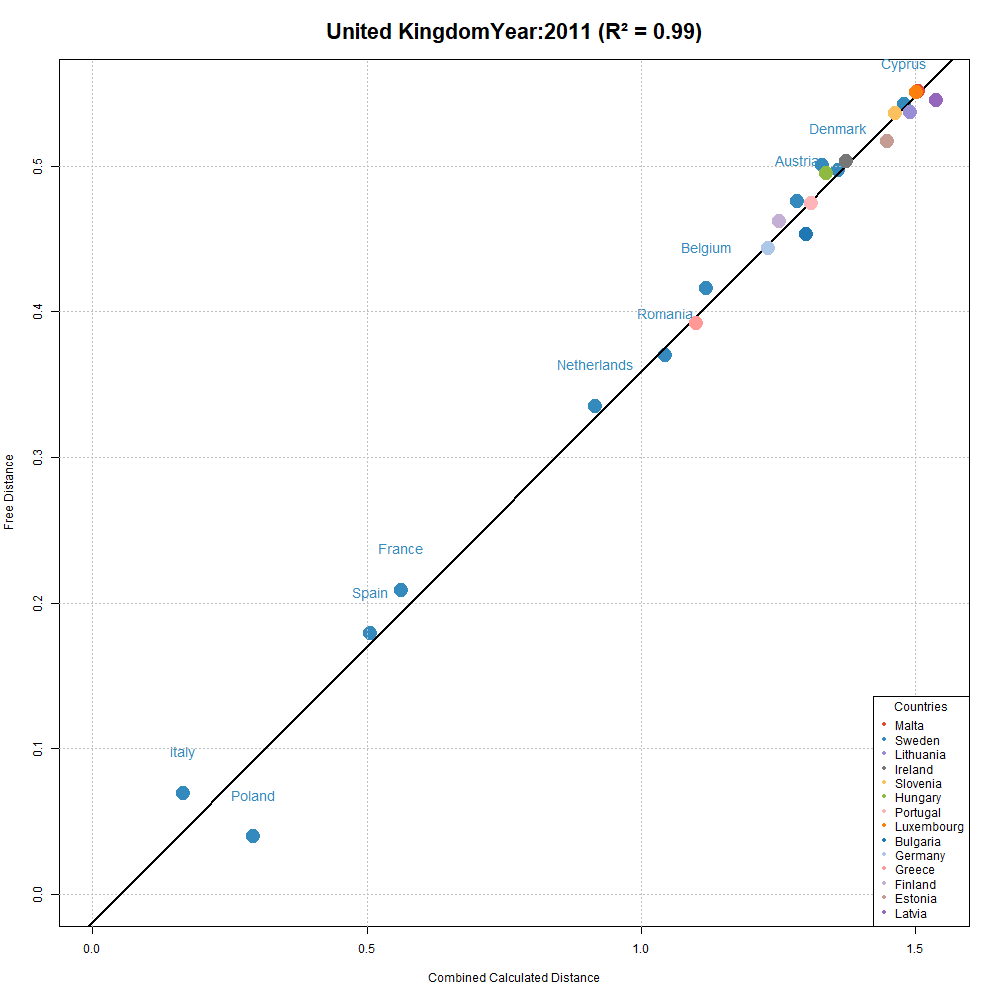 United KingdomYear:2011 (R² = 0.99)
Cyprus
Denmark
Austria
Belgium
Romania
Netherlands
France
Spain
Italy
Poland
0.5
0.4
0.3
0.2
0.1
0.0
Free Distance
Countries
Malta
Sweden
Lithuania
Ireland
Slovenia
Hungary
Portugal
Luxembourg
Bulgaria
Germany
Greece
Finland
Estonia
Latvia
0.0 0.5 1.0 1.5
Combined Calculated Distance